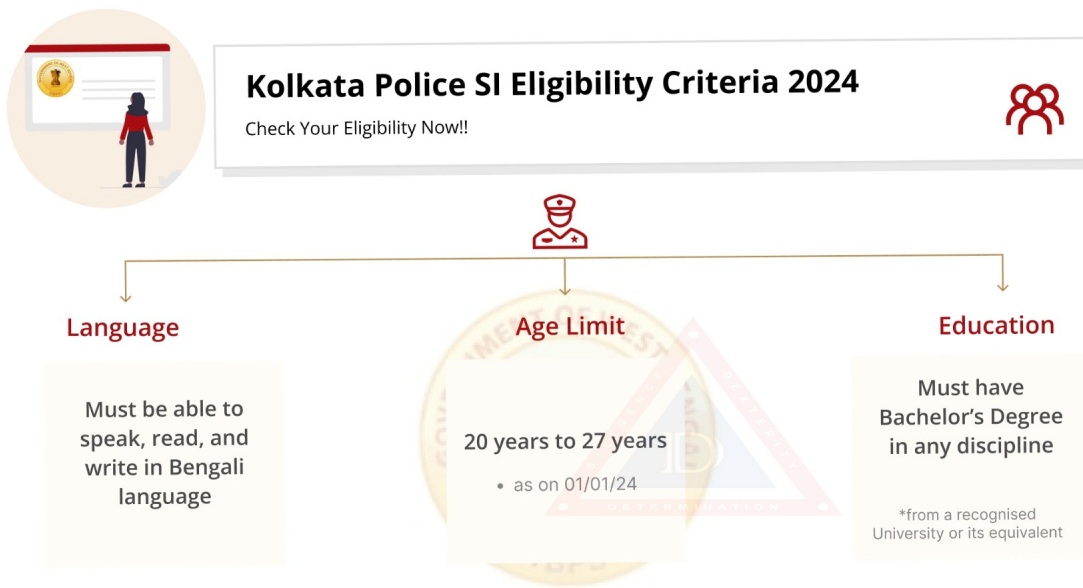 Kolkata Police SI Eligibility Criteria 2024
Check Your Eligibility Now!!
Language
Must be able to
speak, read, and
write in Bengali
language
Age Limit
20 years to 27 years
• as on 01/01/24
Education
Must have
Bachelor's Degree
in any discipline
*from a recognised
University or its equivalent
DETERMINATION